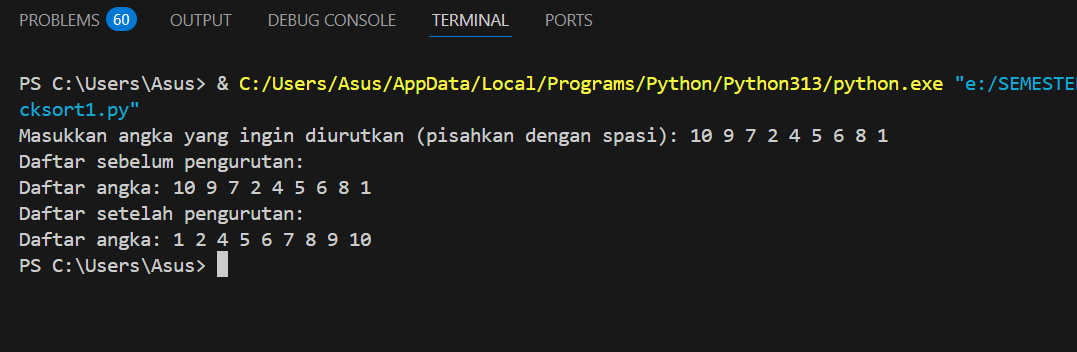 PROBLEMS 60 OUTPUT DEBUG CONSOLE TERMINAL PORTS
PS C:\Users\Asus> & C:/Users/Asus/AppData/Local/Programs/Python/Python313/python.exe "e:/SEMESTE
cksort1.py"
Masukkan angka yang ingin diurutkan (pisahkan dengan spasi): 10 9 7 2 4 5 6 8 1
Daftar sebelum pengurutan:
Daftar angka: 10 9 7 2 4 5 6 8 1
Daftar setelah pengurutan:
Daftar angka: 1 2 4 5 6 7 8 9 10
PS C:\Users\Asus>